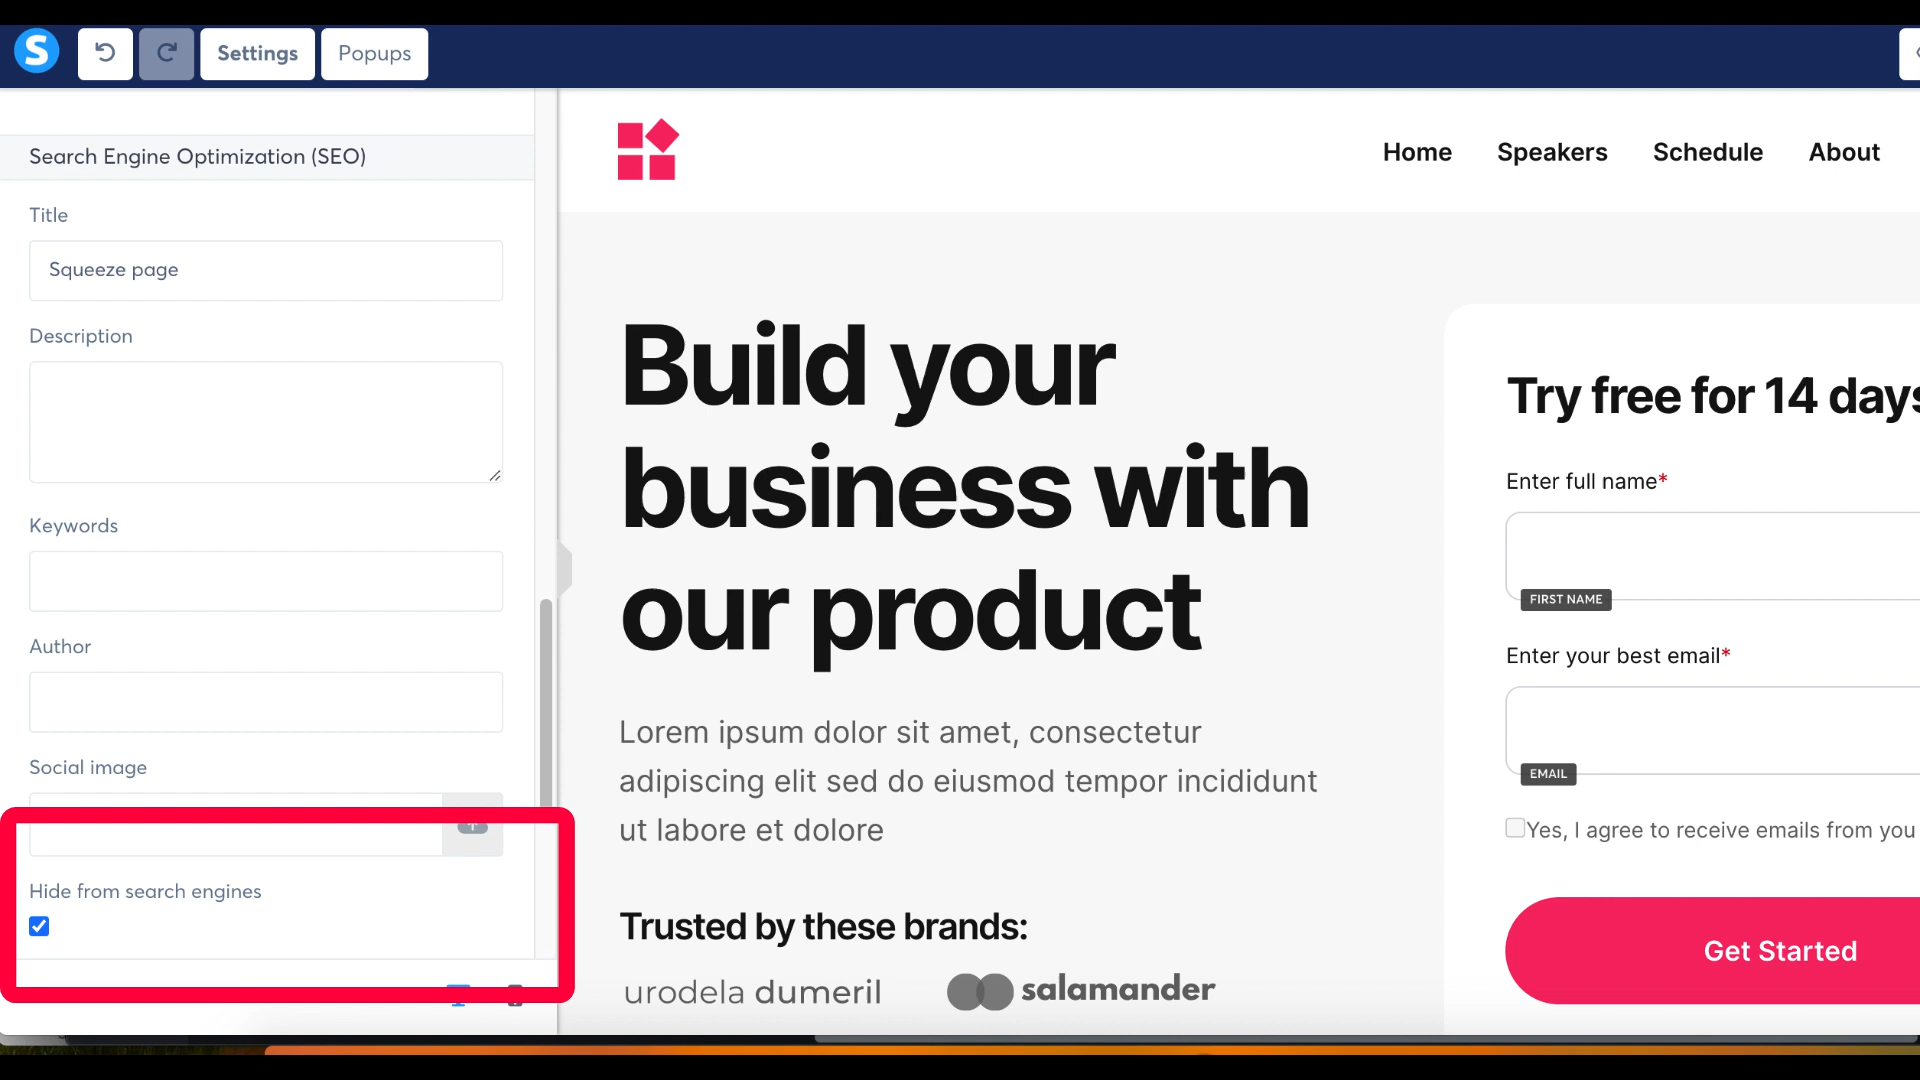 S
Settings
Popups
Search Engine Optimization (SEO)
Title
Squeeze page
Description
Keywords
Author
Social image
Hide from search engines
Home
Speakers
Schedule
About
Build your
business with
our product
Lorem ipsum dolor sit amet, consectetur
adipiscing elit sed do eiusmod tempor incididunt
ut labore et dolore
Trusted by these brands:
urodela dumeril
salamander
Try free for 14 days
Enter full name*
FIRST NAME
Enter your best email*
EMAIL
Yes, I agree to receive emails from you
Get Started